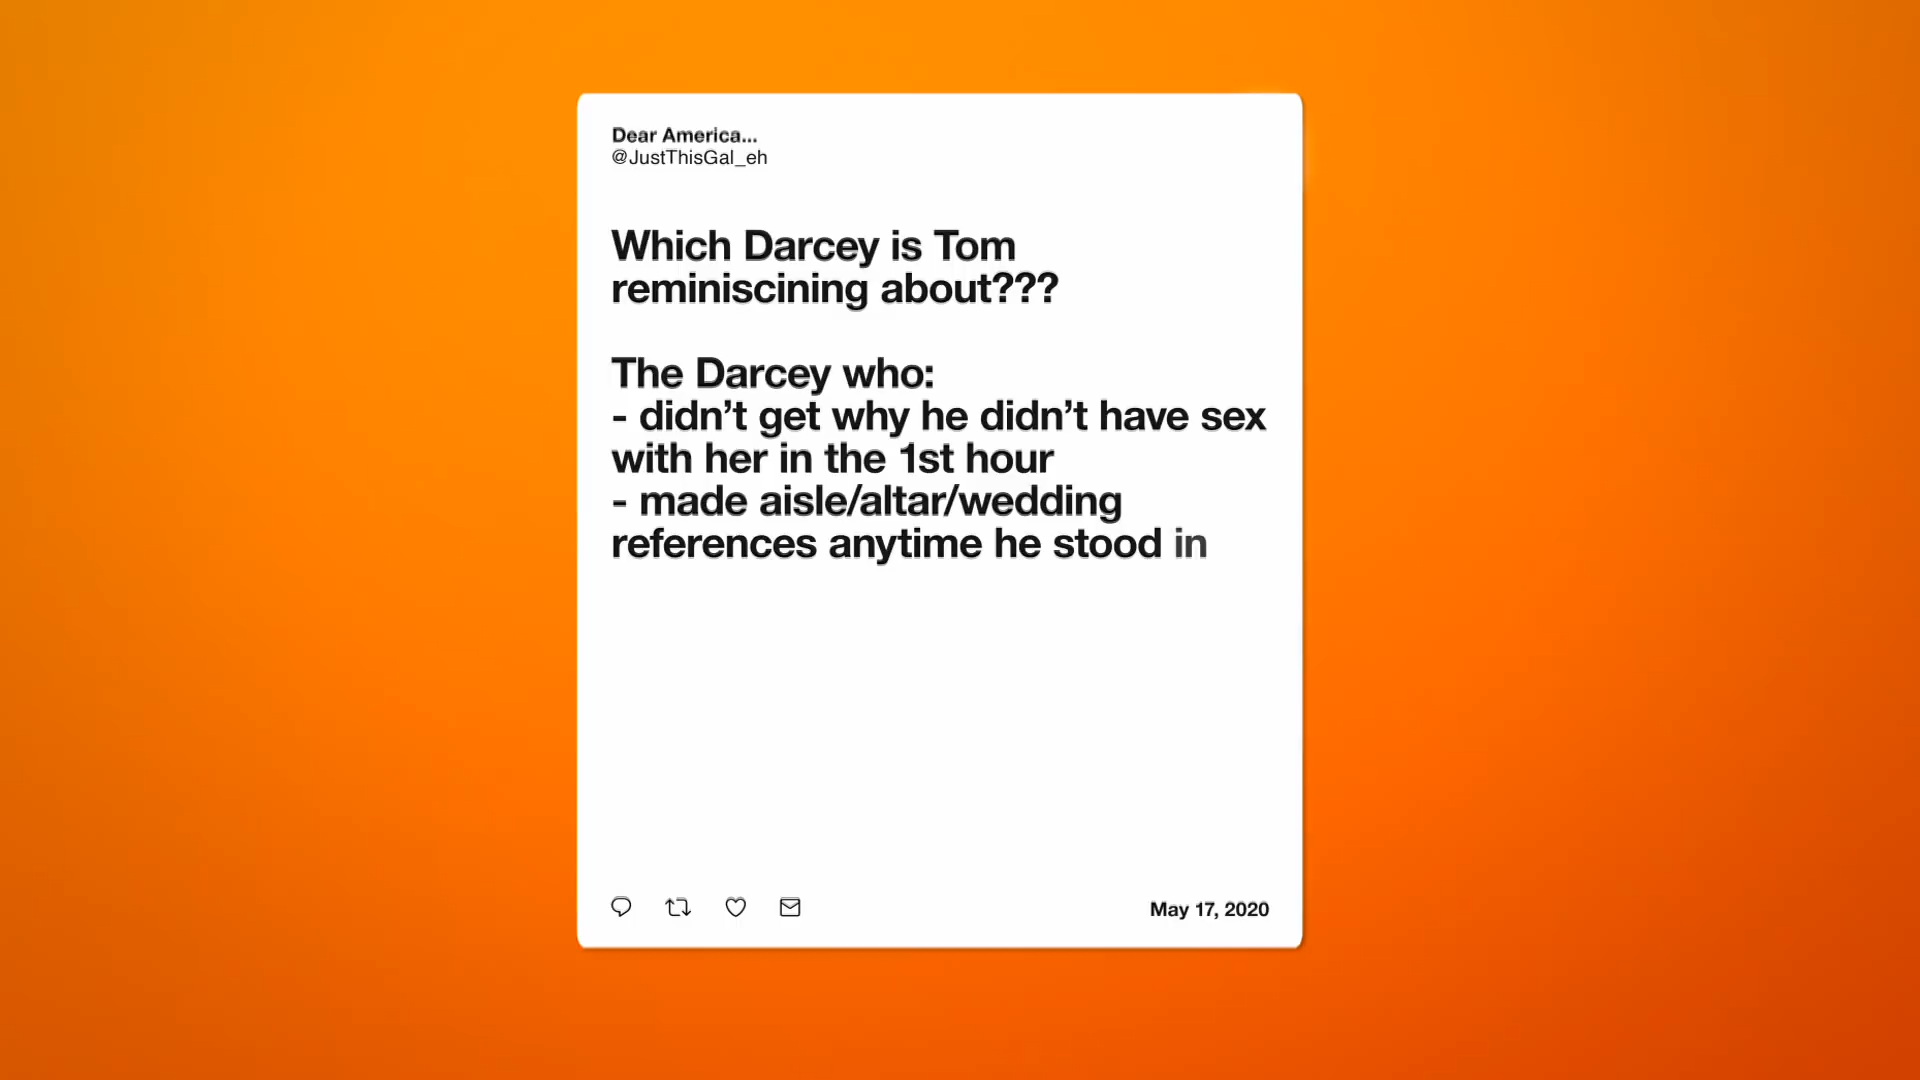 Dear America...
@JustThisGal_eh
Which Darcey is Tom
reminiscining about???
The Darcey who:
- didn’t get why he didn’t have sex
with her in the 1st hour
- made aisle/altar/wedding
references anytime he stood in
May 17, 2020